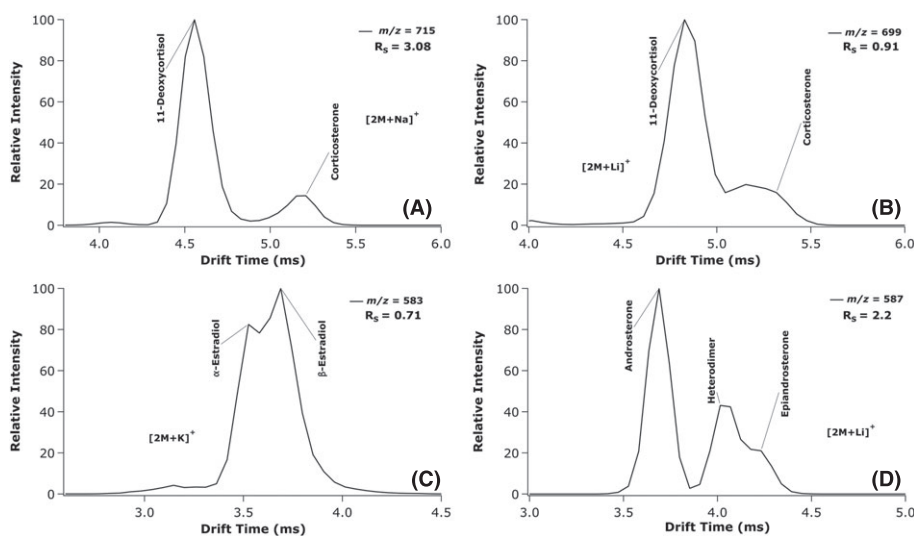 100
80
60
40
20
0
Relative Intensity
11-Deoxycortisol
Corticosterone
m/z = 715
Rs = 3.08
[2M+Na]+
(A)
4.0 4.5 5.0 5.5 6.0
Drift Time (ms)
100
80
60
40
20
0
Relative Intensity
11-Deoxycortisol
Corticosterone
m/z = 699
Rs = 0.91
[2M+Li]+
(B)
4.0 4.5 5.0 5.5 6.0
Drift Time (ms)
100
80
60
40
20
0
Relative Intensity
α-Estradiol
β-Estradiol
m/z = 583
Rs = 0.71
[2M+K]+
(C)
3.0 3.5 4.0 4.5
Drift Time (ms)
100
80
60
40
20
0
Relative Intensity
Androsterone
Heterodimer
Epiandrosterone
m/z = 587
Rs = 2.2
[2M+Li]+
(D)
3.0 3.5 4.0 4.5 5.0
Drift Time (ms)